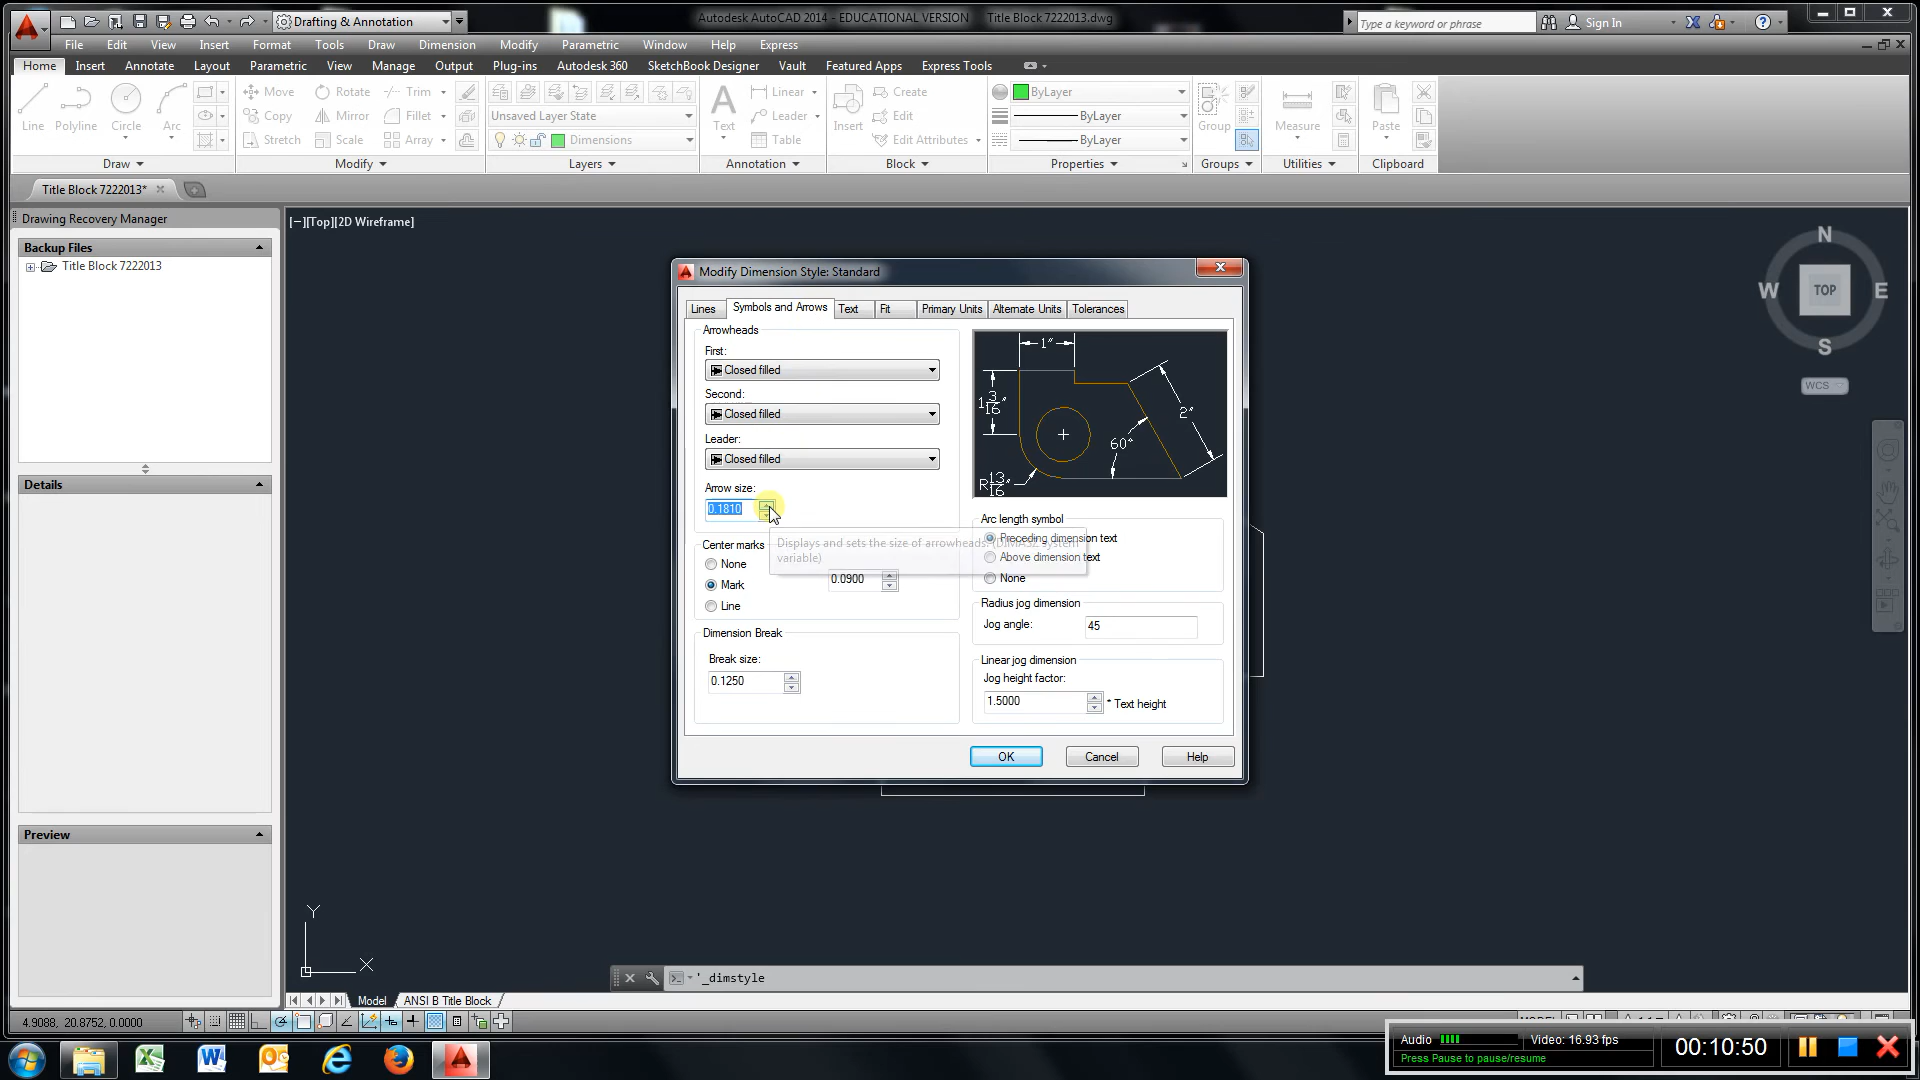 Drafting & Annotation
Autodesk AutoCAD 2014 - EDUCATIONAL VERSION Title Block 7222013.dwg
Type a keyword or phrase
Sign In
File Edit View Insert Format Tools Draw Dimension Modify Parametric Window Help Express
Home Insert Annotate Layout Parametric View Manage Output Plug-ins Autodesk 360 SketchBook Designer Vault Featured Apps Express Tools
Line
Polyline
Circle
Arc
Move
Rotate
Trim
Copy
Mirror
Fillet
Stretch
Scale
Array
Unsaved Layer State
Dimensions
Text
Linear
Leader
Table
Insert
Create
Edit
Edit Attributes
ByLayer
ByLayer
ByLayer
Group
Measure
Paste
Draw Modify Layers Annotation Block Properties Groups Utilities Clipboard
Title Block 7222013*
Drawing Recovery Manager
Backup Files
Title Block 7222013
Details
Preview
[−][Top][2D Wireframe]
N
W TOP E
S
WCS
Modify Dimension Style: Standard
Lines Symbols and Arrows Text Fit Primary Units Alternate Units Tolerances
Arrowheads
First:
Closed filled
Second:
Closed filled
Leader:
Closed filled
Arrow size:
0.1810
Displays and sets the size of arrowheads. (DIMASZ system variable)
Center marks
None
Mark
0.0900
Line
Dimension Break
Break size:
0.1250
1"
1 3/16"
2"
60°
R13/16"
Arc length symbol
Preceding dimension text
Above dimension text
None
Radius jog dimension
Jog angle:
45
Linear jog dimension
Jog height factor:
1.5000
* Text height
OK Cancel Help
Y
X
'_dimstyle
Model ANSI B Title Block
4.9088, 20.8752, 0.0000
Audio
Video: 16.93 fps
Press Pause to pause/resume
00:10:50